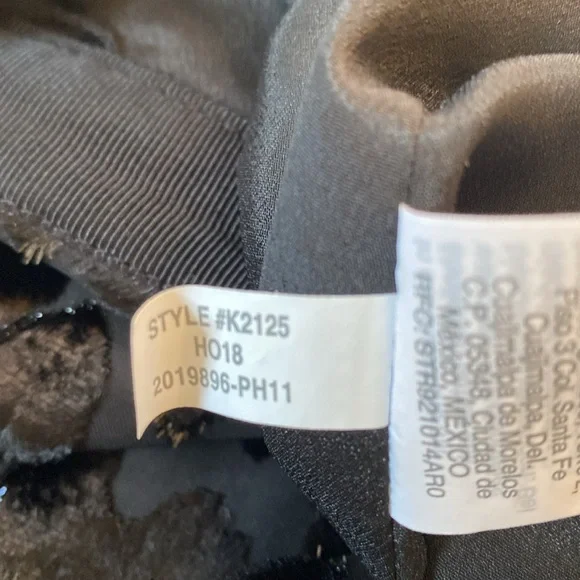 STYLE #K2125
HO18
2019896-PH11
Piso 3 Col. Santa Fe
Cuajimalpa, Del.
Cuajimalpa de Morelos
C.P. 05348, Ciudad de
México, MÉXICO
RFC: STR921014AR0